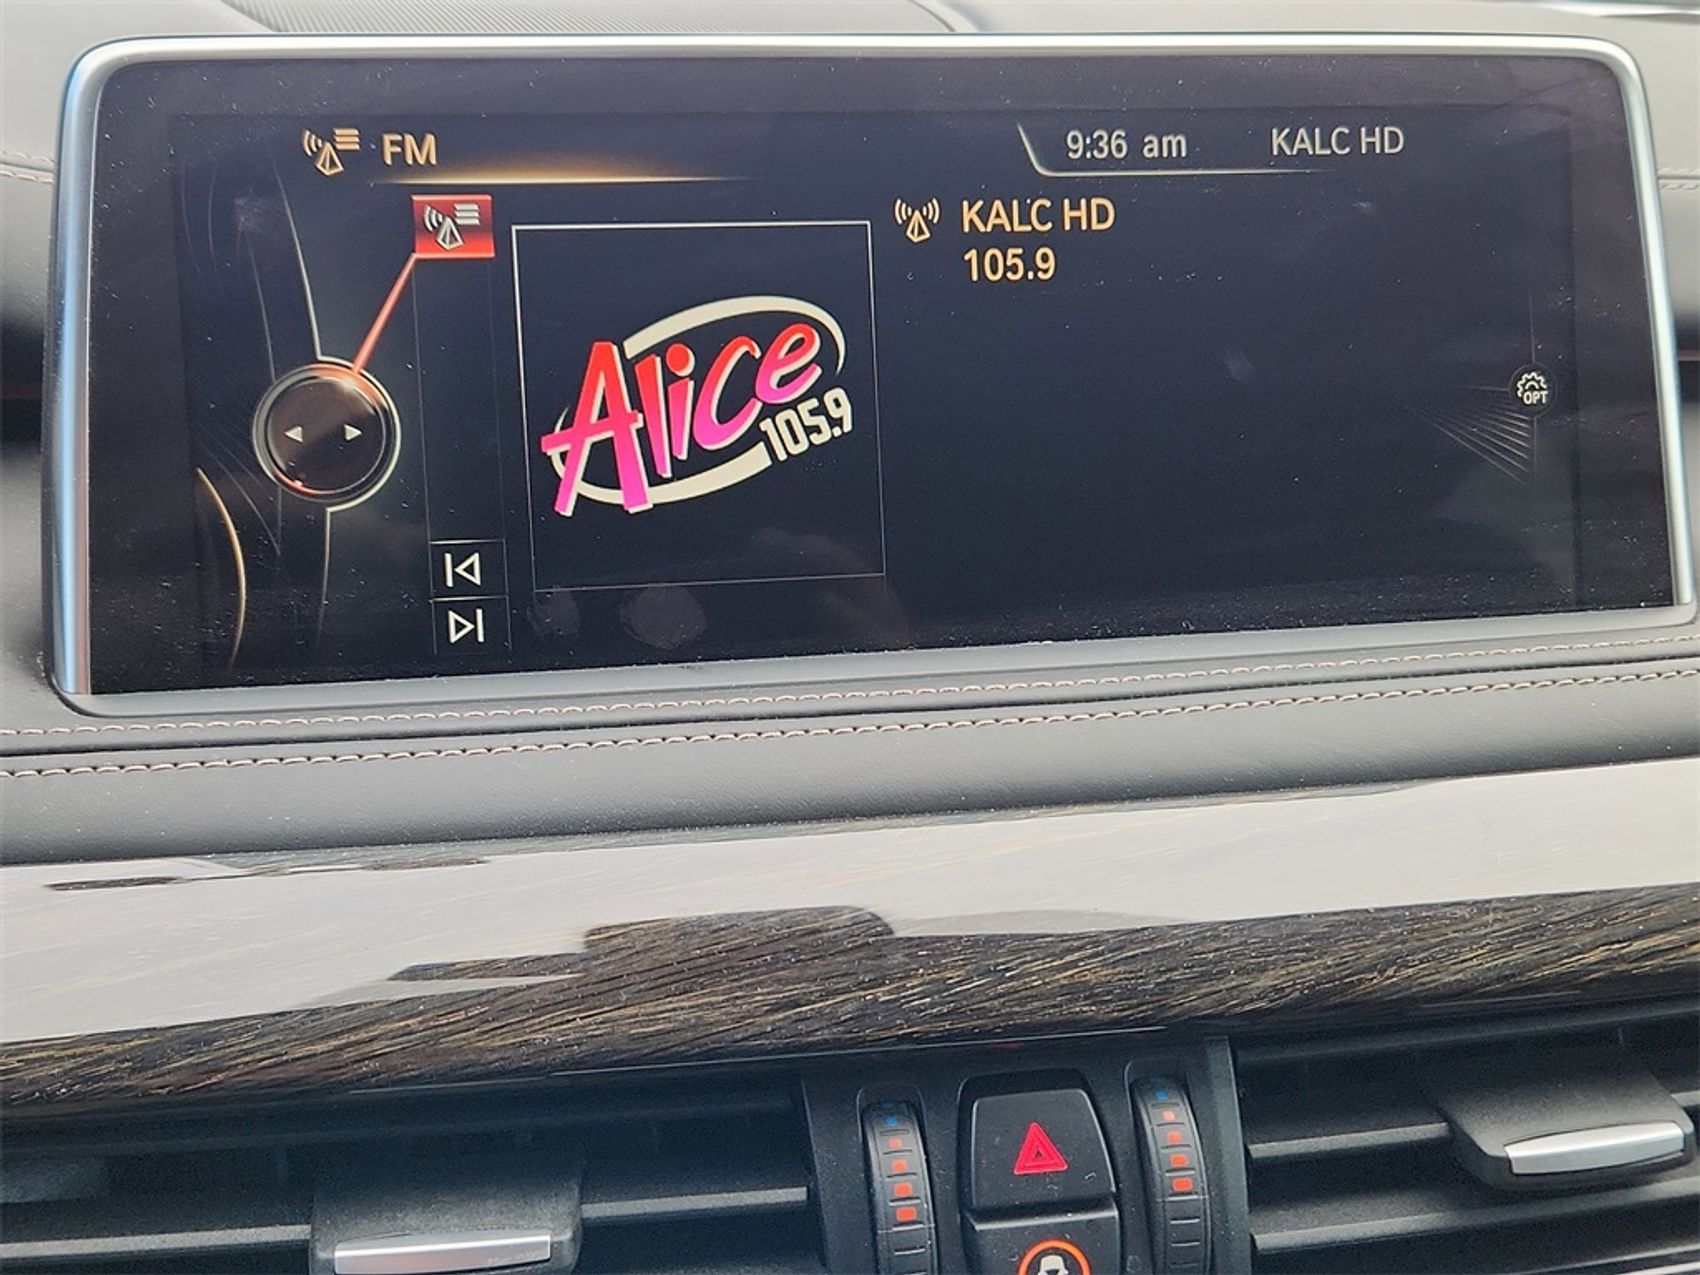 FM
9:36 am
KALC HD
KALC HD
105.9
Alice
105.9
OPT